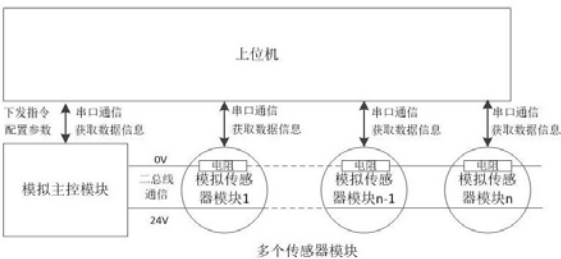 上位机
下发指令
配置参数
串口通信
获取数据信息
串口通信
获取数据信息
串口通信
获取数据信息
串口通信
获取数据信息
模拟主控模块
0V
二总线
通信
24V
电阻
模拟传感
器模块1
电阻
模拟传感
器模块n-1
电阻
模拟传感
器模块n
多个传感器模块